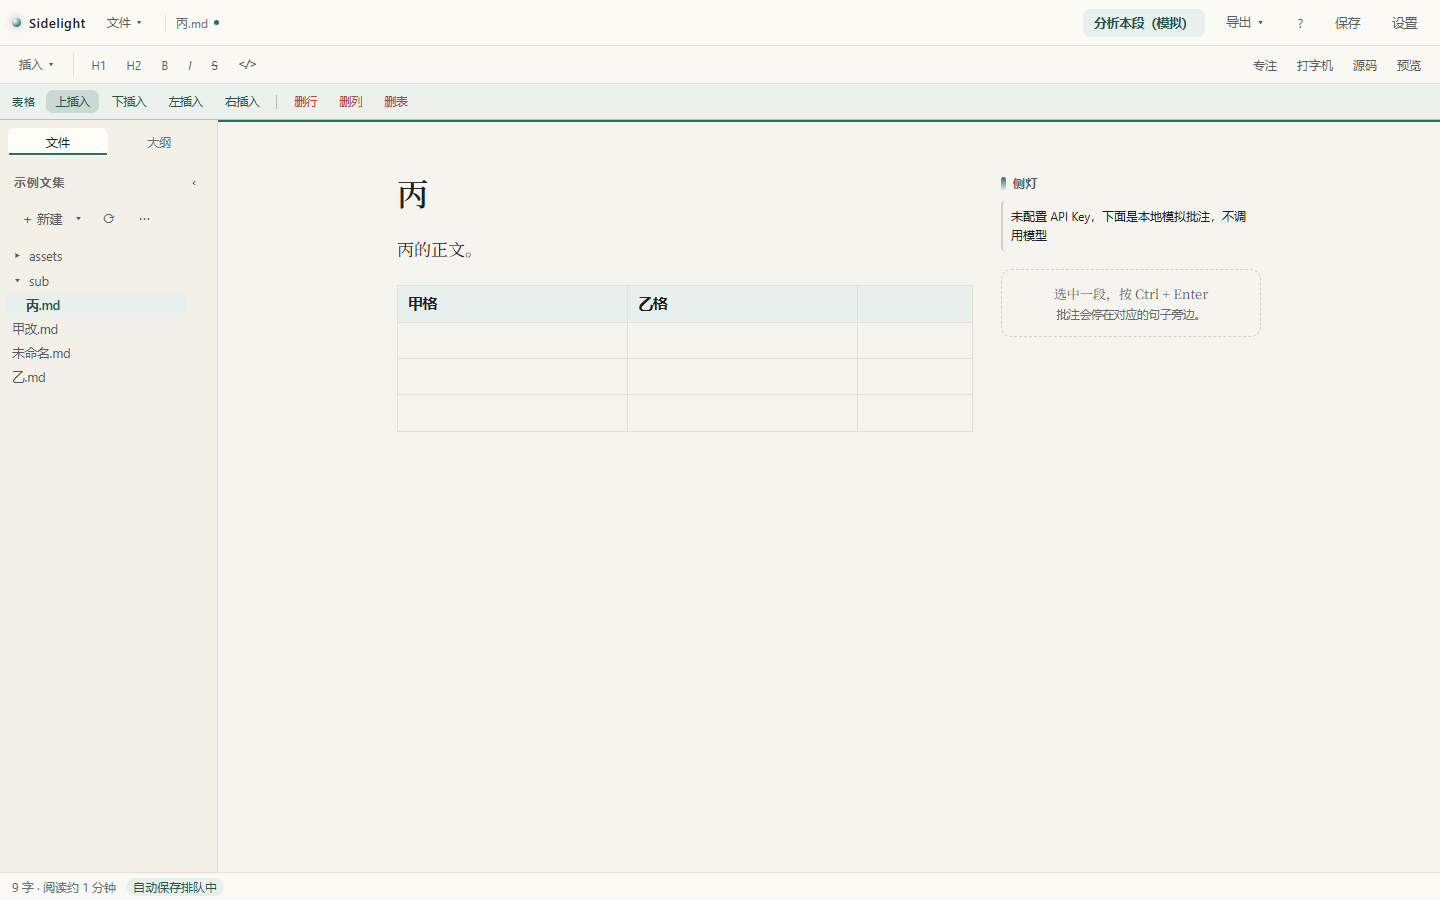 Sidelight 文件 丙.md 分析本段（模拟） 导出 ? 保存 设置
插入 H1 H2 B I S </> 专注 打字机 源码 预览
表格 上插入 下插入 左插入 右插入 删行 删列 删表
文件 大纲
示例文集
+ 新建 ...
assets
sub
丙.md
甲改.md
未命名.md
乙.md
丙
丙的正文。
甲格 乙格
侧灯
未配置 API Key，下面是本地模拟批注，不调
用模型
选中一段，按 Ctrl + Enter
批注会停在对应的句子旁边。
9 字 · 阅读约 1 分钟 自动保存排队中